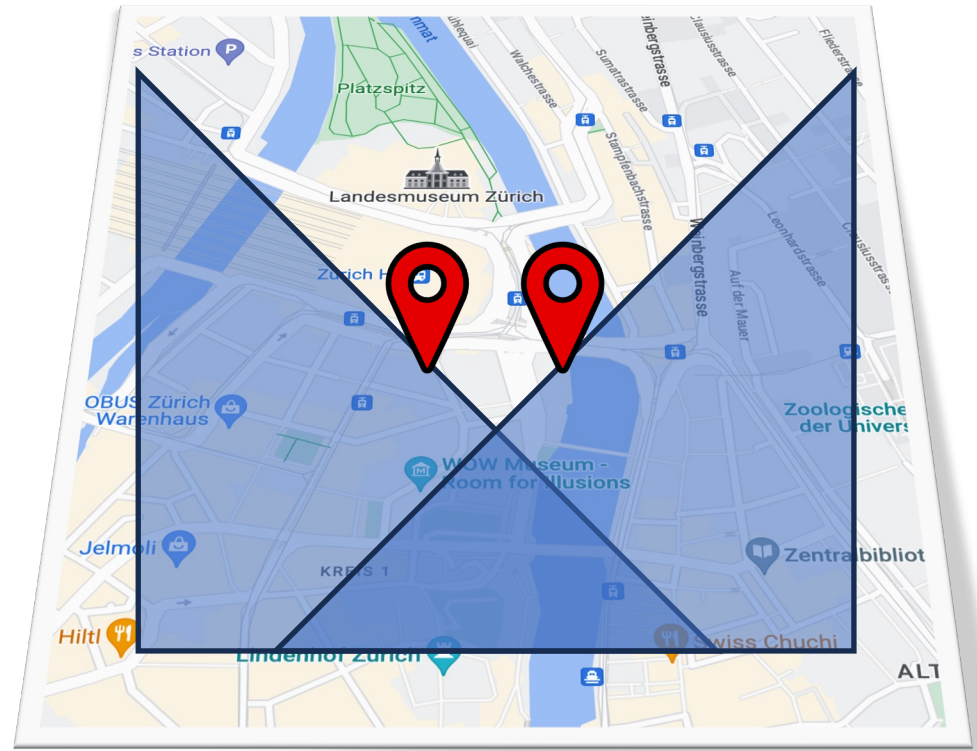 s Station P
Platzspitz
Walchestrasse
Sumatrastrasse
Clausiusstrasse
Stampfenbachstrasse
Landesmuseum Zürich
Zürich H
Weinbergstrasse
Leonhardstrasse
Auf der Mauer
OBUS Zürich
Warenhaus
Zoologische
der Univers
WOW Museum -
Room for Illusions
Jelmoli
KREIS 1
Zentralbibliot
Hiltl
Lindenhof Zürich
Swiss Chuchi
ALT